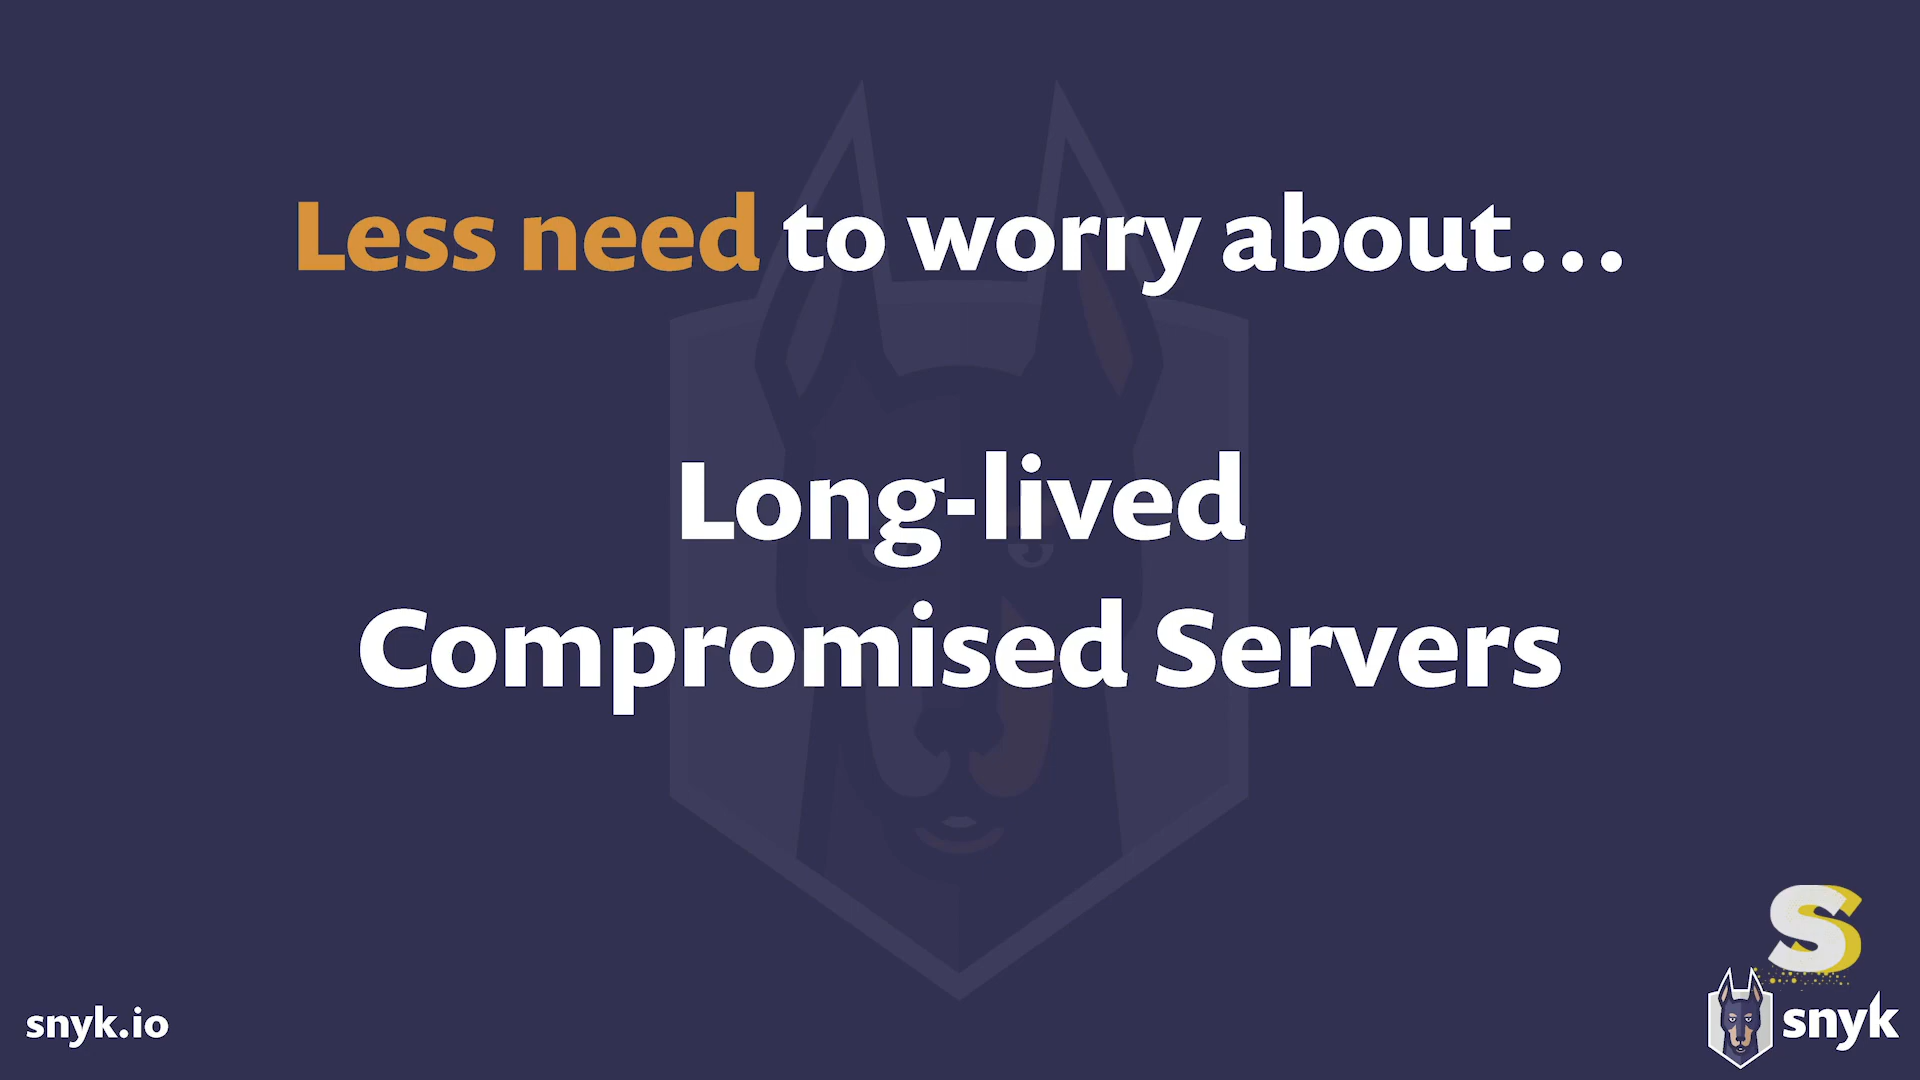 Less need to worry about...
Long-lived
Compromised Servers
S
snyk.io
snyk